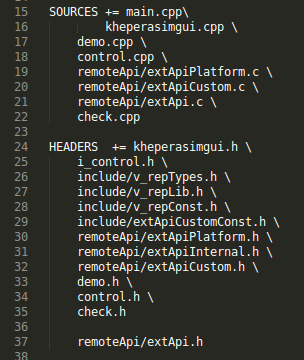 15 SOURCES += main.cpp\
16 kheperasimgui.cpp \
17 demo.cpp \
18 control.cpp \
19 remoteApi/extApiPlatform.c \
20 remoteApi/extApiCustom.c \
21 remoteApi/extApi.c \
22 check.cpp
23
24 HEADERS += kheperasimgui.h \
25 i_control.h \
26 include/v_repTypes.h \
27 include/v_repLib.h \
28 include/v_repConst.h \
29 include/extApiCustomConst.h \
30 remoteApi/extApiPlatform.h \
31 remoteApi/extApiInternal.h \
32 remoteApi/extApiCustom.h \
33 demo.h \
34 control.h \
35 check.h
36
37 remoteApi/extApi.h
38